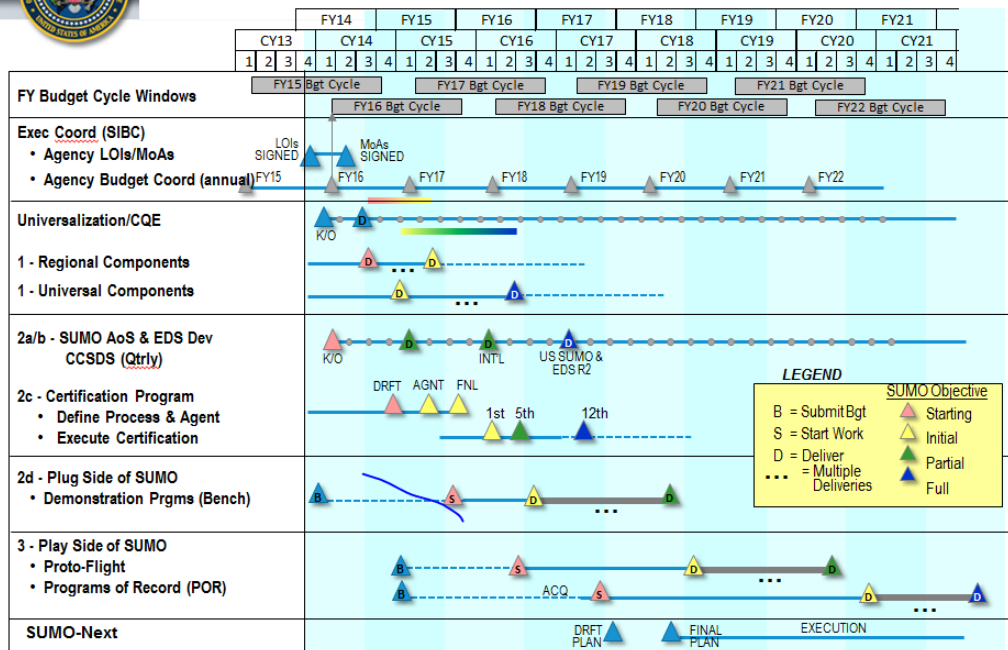 UNITED STATES OF AMERICA
FY14 FY15 FY16 FY17 FY18 FY19 FY20 FY21
CY13 CY14 CY15 CY16 CY17 CY18 CY19 CY20 CY21
1 2 3 4 1 2 3 4 1 2 3 4 1 2 3 4 1 2 3 4 1 2 3 4 1 2 3 4 1 2 3 4 1 2 3 4
FY Budget Cycle Windows
FY15 Bgt Cycle FY17 Bgt Cycle FY19 Bgt Cycle FY21 Bgt Cycle
FY16 Bgt Cycle FY18 Bgt Cycle FY20 Bgt Cycle FY22 Bgt Cycle
Exec Coord (SIBC)
• Agency LOIs/MoAs
LOIs
SIGNED
MoAs
SIGNED
• Agency Budget Coord (annual)
FY15 FY16 FY17 FY18 FY19 FY20 FY21 FY22
Universalization/CQE
D
K/O
1 - Regional Components
D ... D
1 - Universal Components
D ... D
2a/b - SUMO AoS & EDS Dev
CCSDS (Qtrly)
D D D
K/O INT'L US SUMO &
EDS R2
2c - Certification Program
• Define Process & Agent
DRFT AGNT FNL
• Execute Certification
1st 5th 12th
LEGEND
SUMO Objective
B = Submit Bgt
S = Start Work
D = Deliver
... = Multiple
Deliveries
Starting
Initial
Partial
Full
2d - Plug Side of SUMO
• Demonstration Prgms (Bench)
B S D ... D
3 - Play Side of SUMO
• Proto-Flight
B S D ... D
• Programs of Record (POR)
B ACQ S D ... D
SUMO-Next
DRFT
PLAN
FINAL
PLAN
EXECUTION